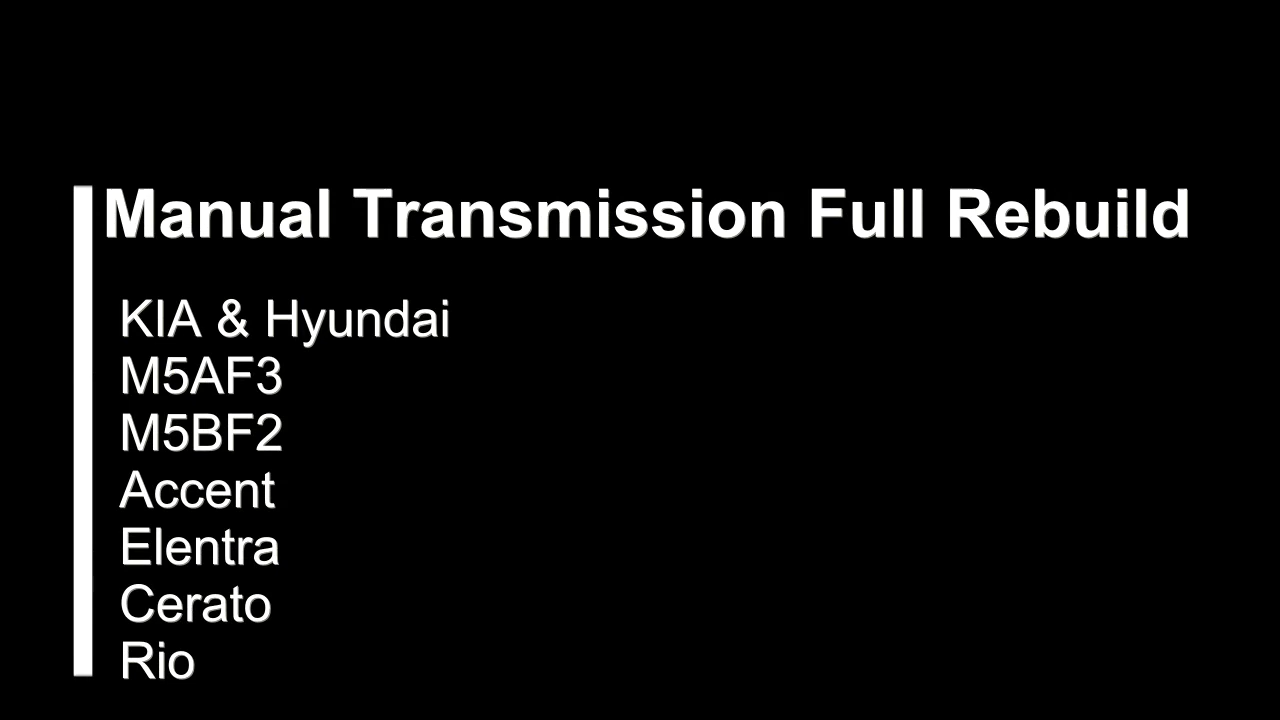 Manual Transmission Full Rebuild
KIA & Hyundai
M5AF3
M5BF2
Accent
Elentra
Cerato
Rio